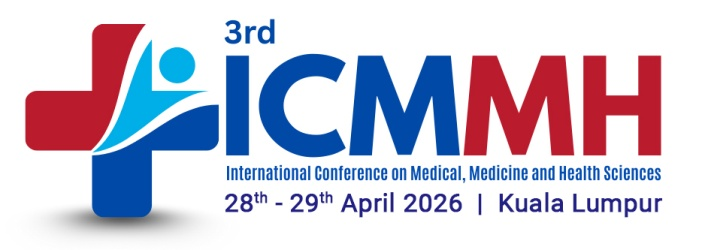 3rd
ICMMH
International Conference on Medical, Medicine and Health Sciences
28th - 29th April 2026 | Kuala Lumpur